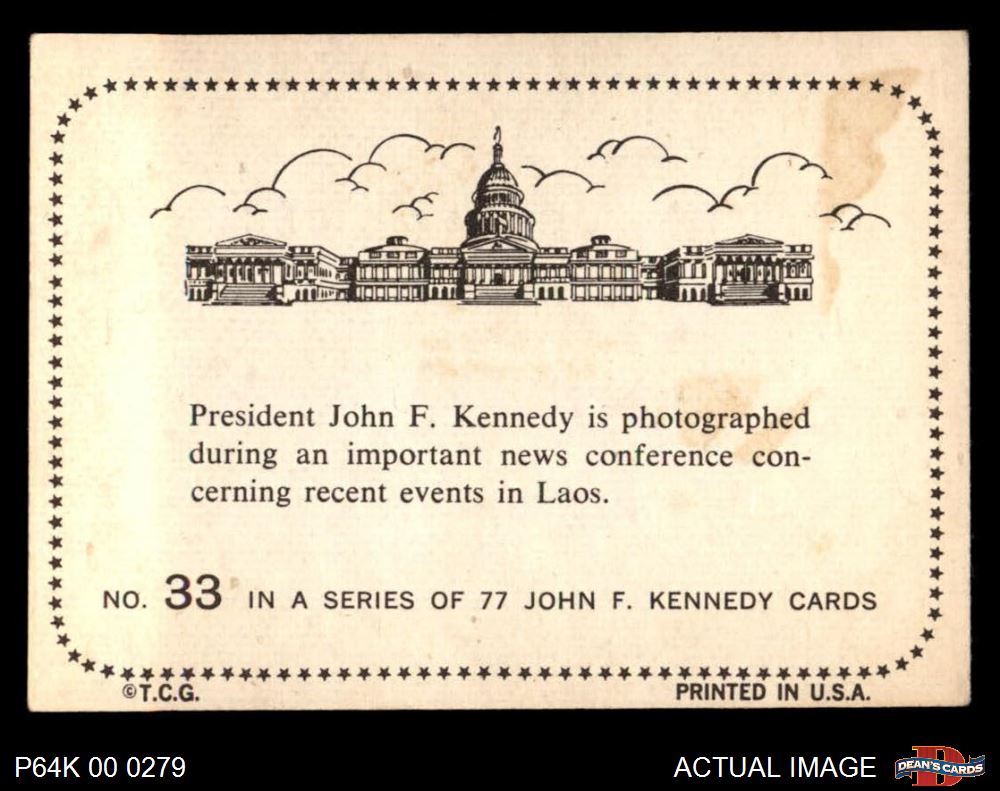 President John F. Kennedy is photographed
during an important news conference con-
cerning recent events in Laos.
NO. 33 IN A SERIES OF 77 JOHN F. KENNEDY CARDS
©T.C.G. PRINTED IN U.S.A.
P64K 00 0279 ACTUAL IMAGE DEAN'S CARDS